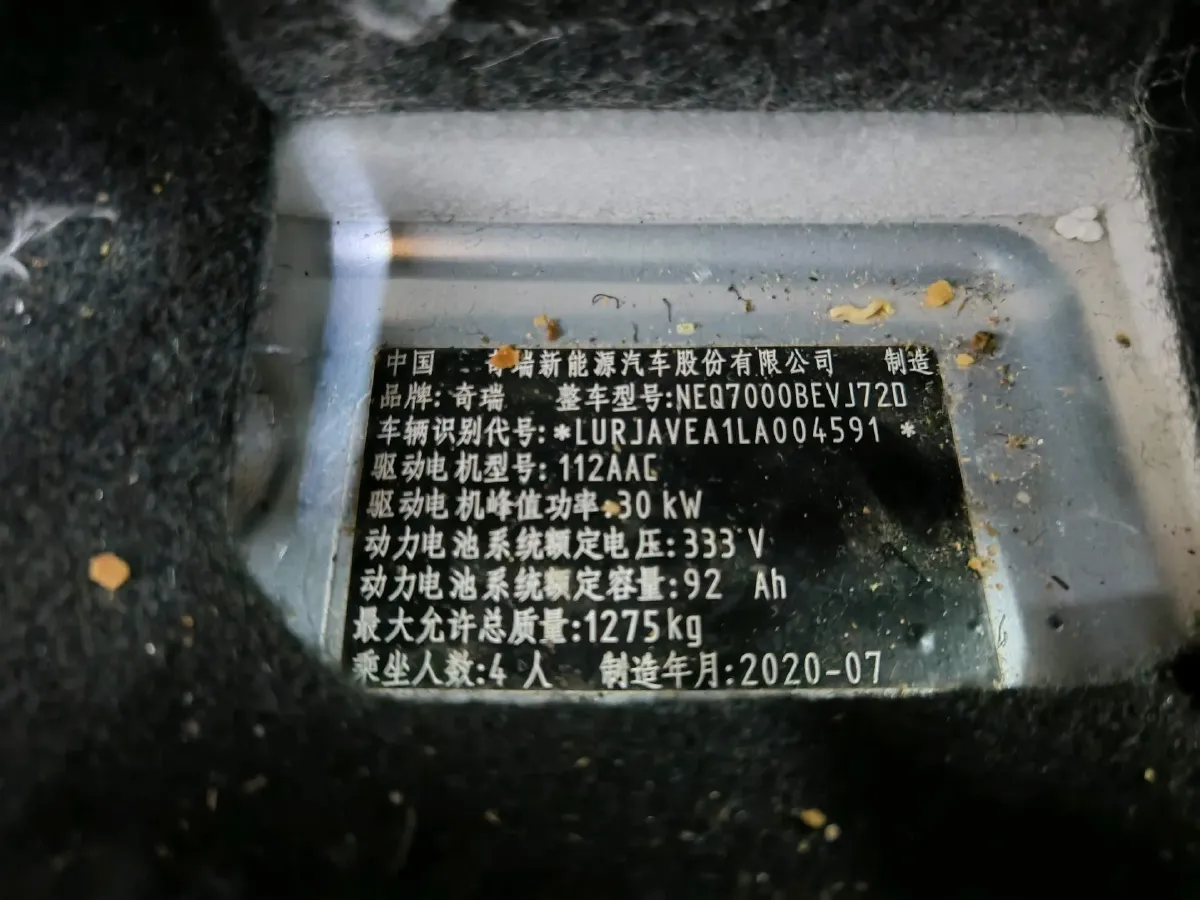 中国 奇瑞新能源汽车股份有限公司 制造
品牌:奇瑞 整车型号:NEQ7000BEVJ72D
车辆识别代号:*LURJAVEA1LA004591*
驱动电机型号:112AAC
驱动电机峰值功率:30 kW
动力电池系统额定电压:333 V
动力电池系统额定容量:92 Ah
最大允许总质量:1275kg
乘坐人数:4 人 制造年月:2020-07